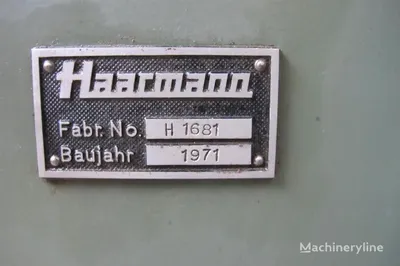 Haarmann
Fabr. No. H 1681
Baujahr 1971
Machineryline